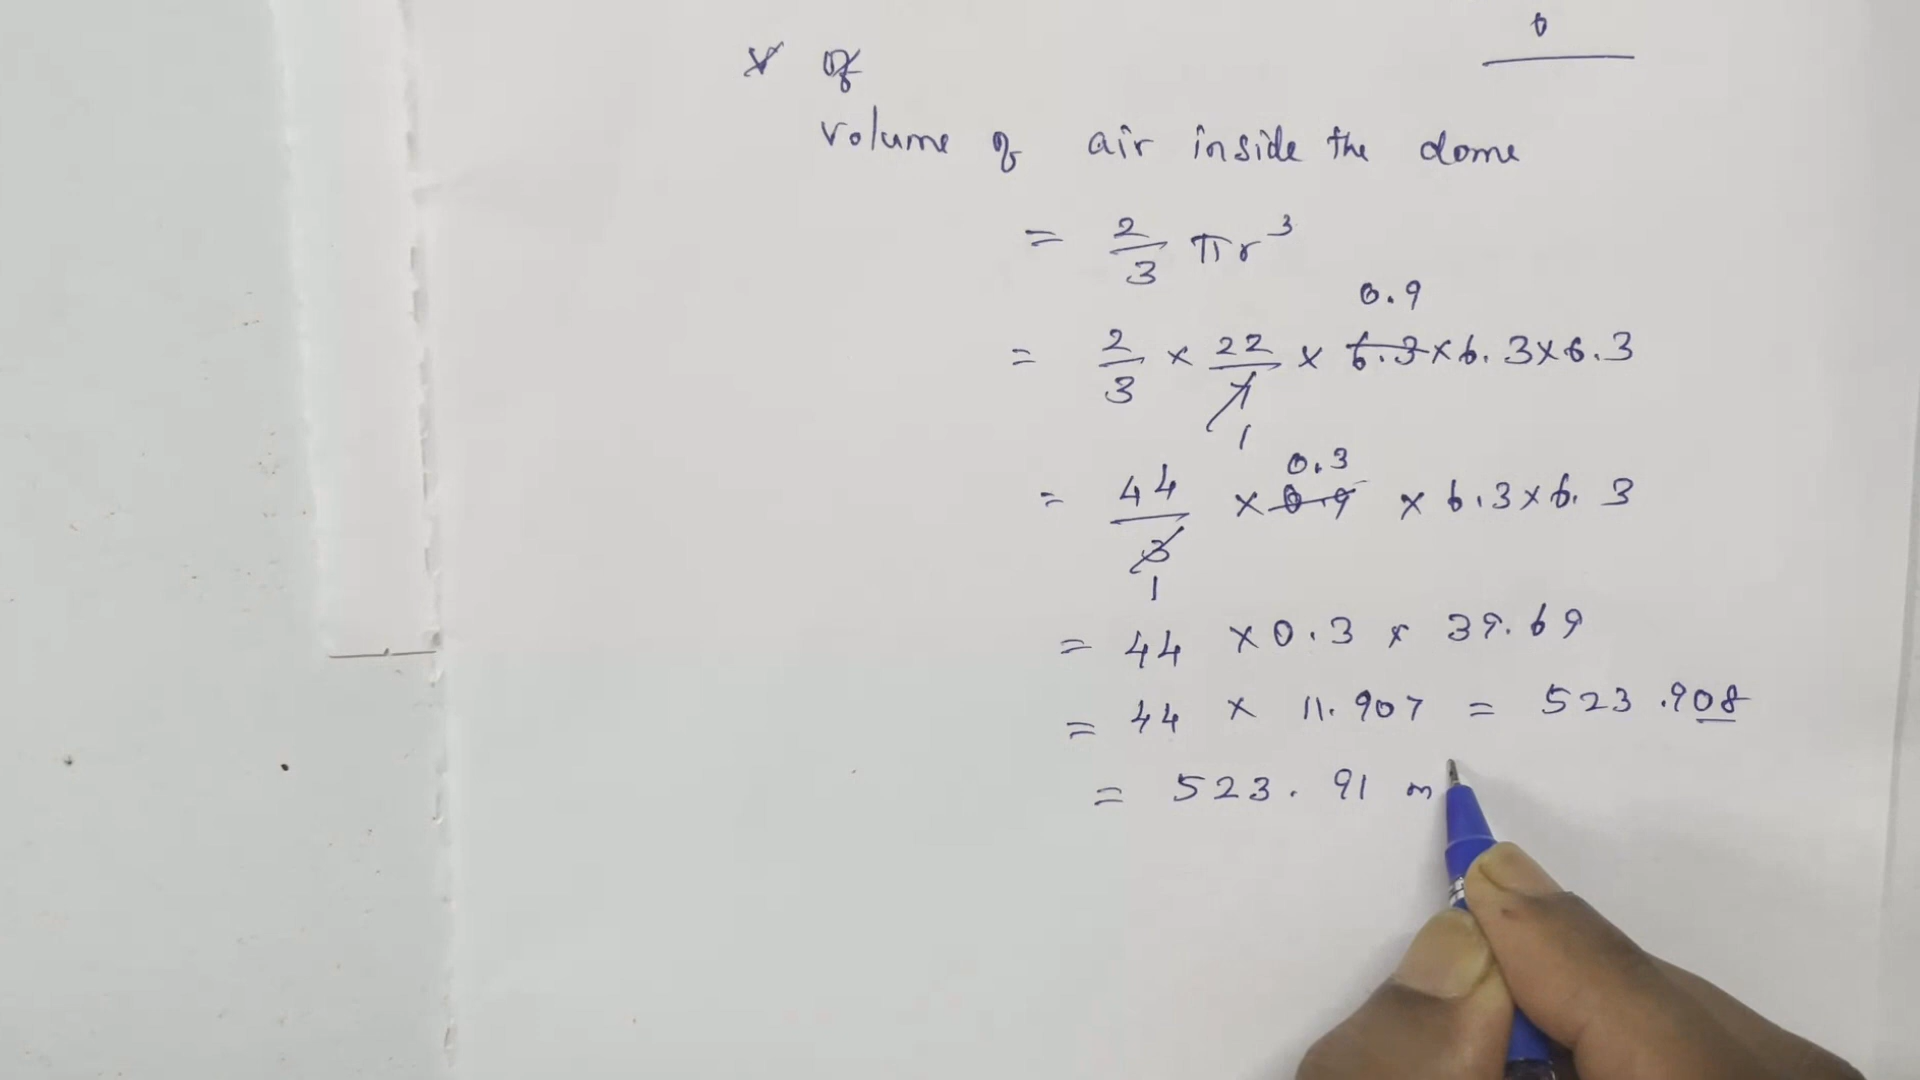 6
volume of air inside the dome
= 2/3 πr³
0.9
= 2/3 × 22/7 × 6.3×6.3×6.3
1
0.3
= 44/3 × 0.9 × 6.3×6.3
1
= 44 ×0.3 × 39.69
= 44 × 11.907 = 523.908
= 523.91 m